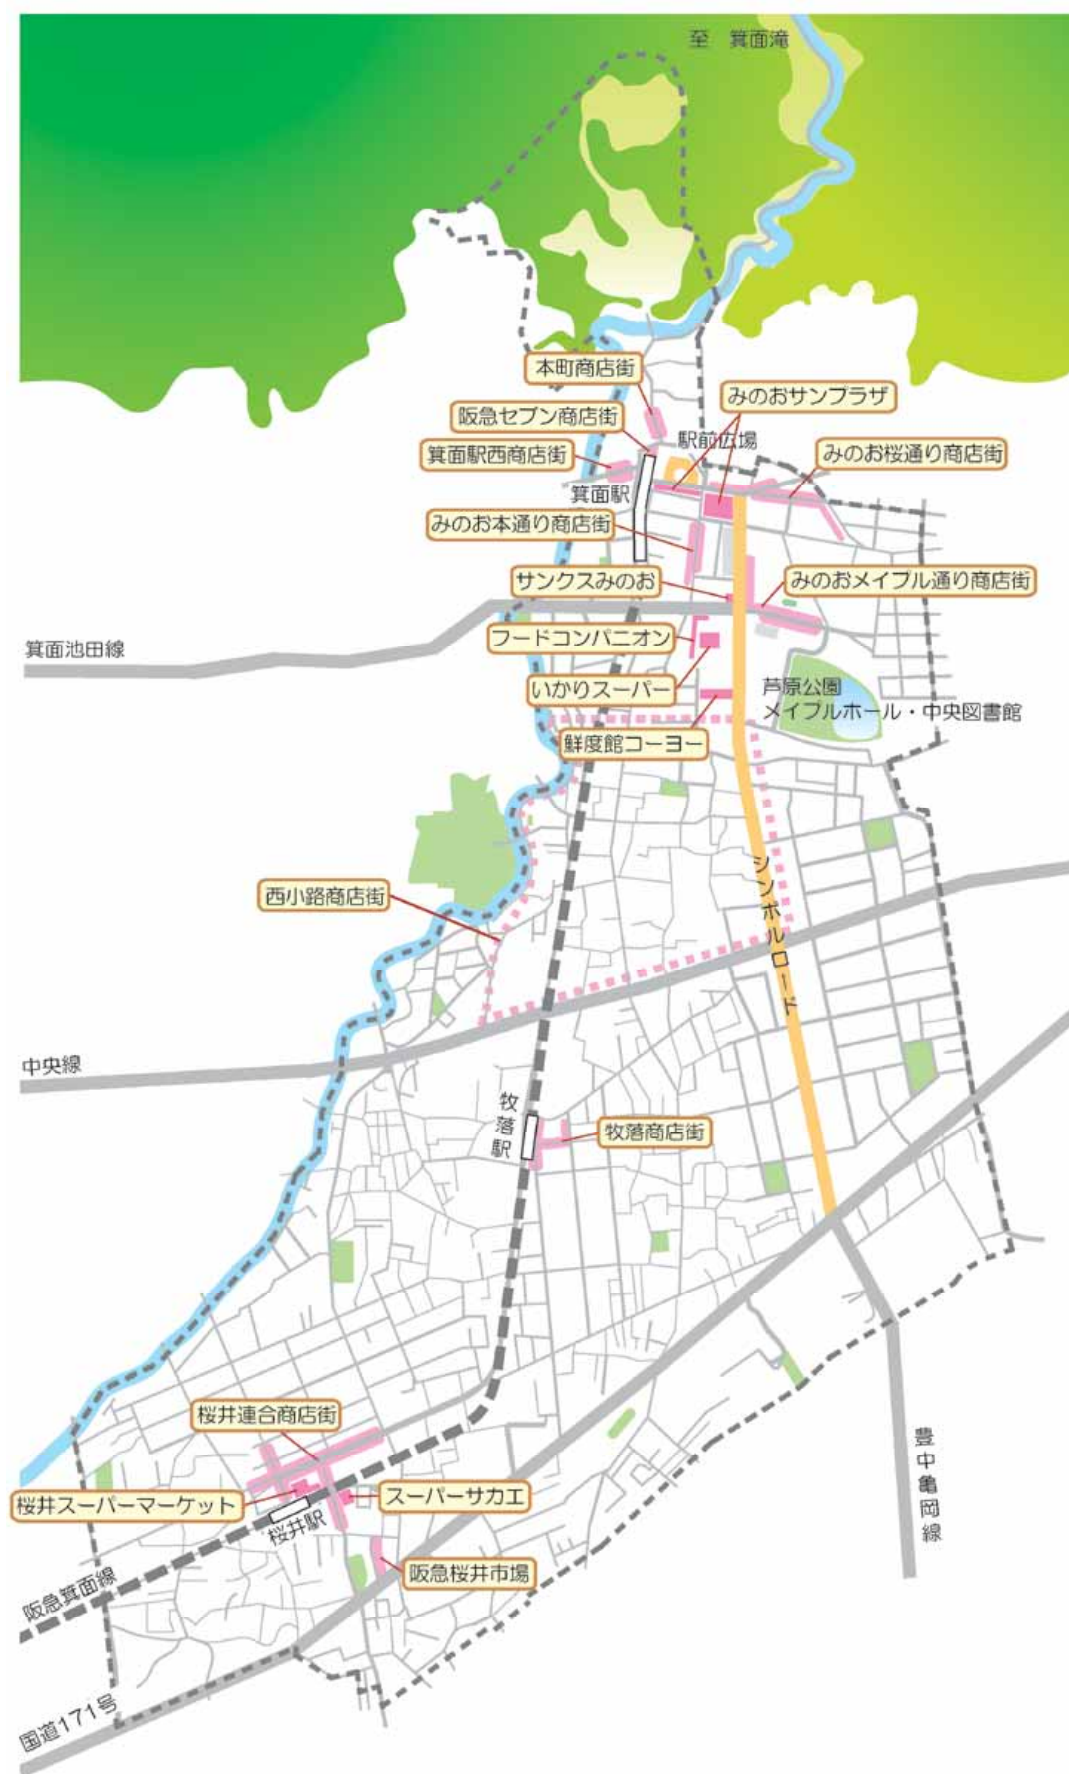 至 箕面滝
本町商店街
みのおサンプラザ
阪急セブン商店街
駅前広場
箕面駅西商店街
みのお桜通り商店街
箕面駅
みのお本通り商店街
サンクスみのお
みのおメイプル通り商店街
フードコンパニオン
箕面池田線
いかりスーパー
芦原公園
メイプルホール・中央図書館
鮮度館コーヨー
シンボルロード
西小路商店街
中央線
牧落駅
牧落商店街
桜井連合商店街
豊中亀岡線
桜井スーパーマーケット
スーパーサカエ
桜井駅
阪急桜井市場
阪急箕面線
国道171号